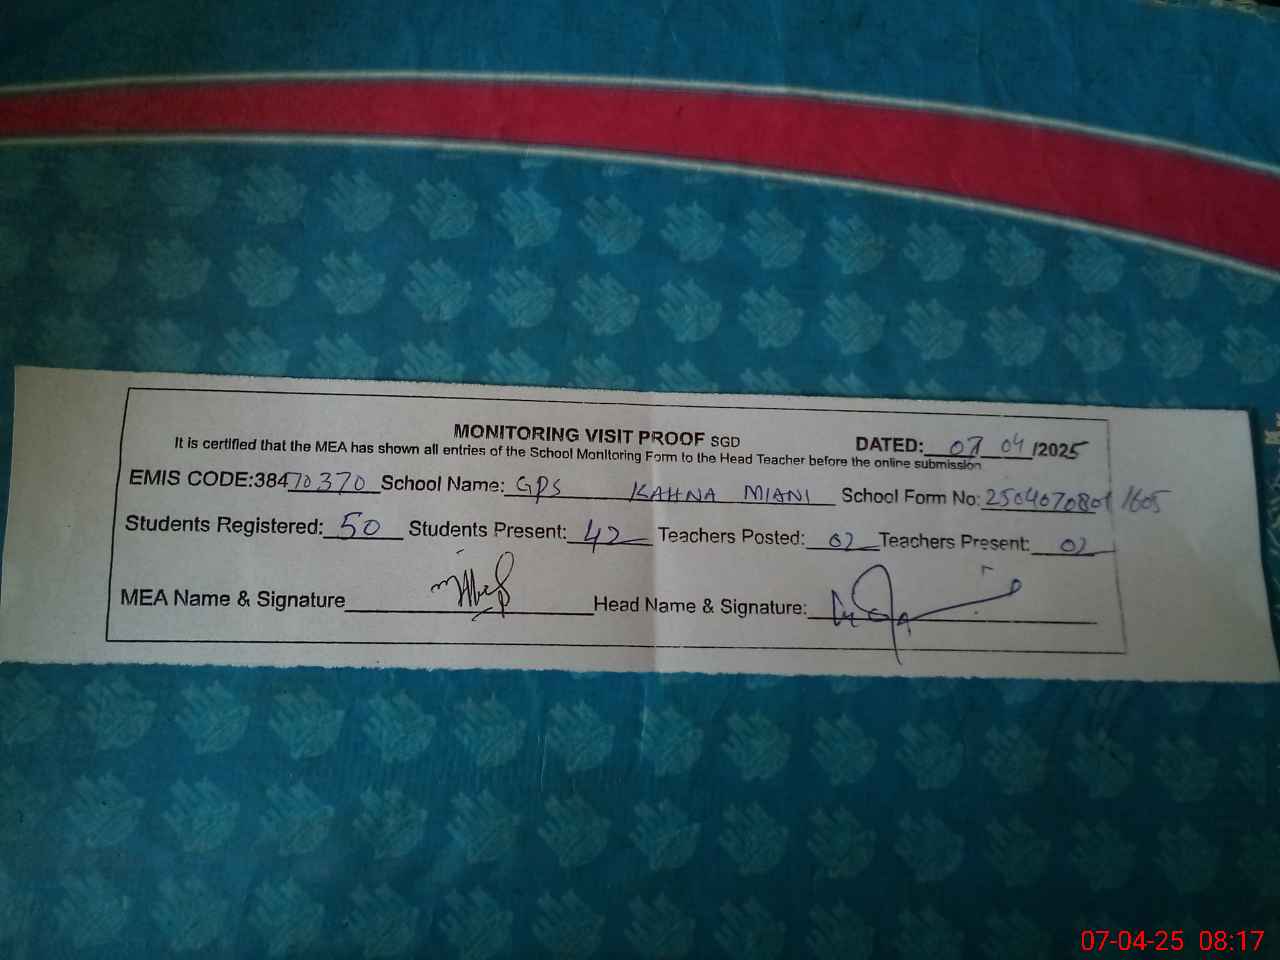 MONITORING VISIT PROOF SGD DATED: 07 04 /2025
It is certified that the MEA has shown all entries of the School Monitoring Form to the Head Teacher before the online submission
EMIS CODE:38470370 School Name: GPS KAHNA MIANI School Form No: 25040708011605
Students Registered: 50 Students Present: 42 Teachers Posted: 02 Teachers Present: 02
MEA Name & Signature Head Name & Signature:
07-04-25 08:17